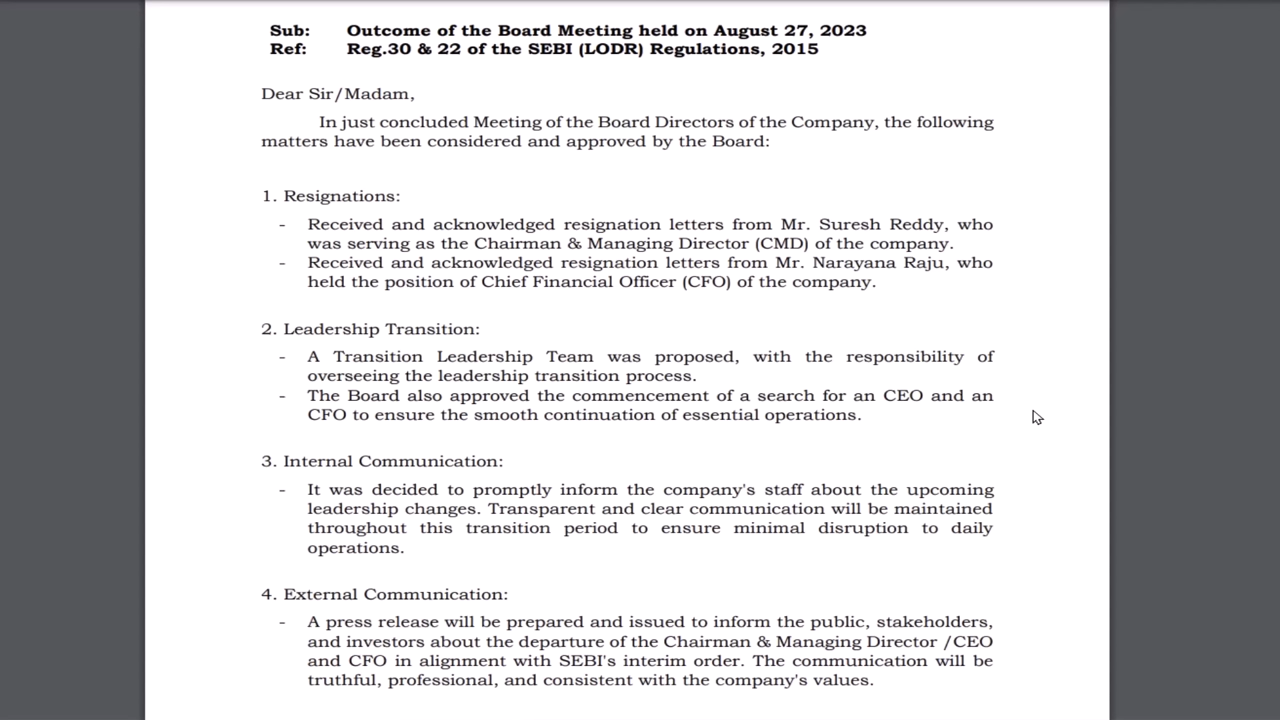 Sub: Outcome of the Board Meeting held on August 27, 2023
Ref: Reg.30 & 22 of the SEBI (LODR) Regulations, 2015
Dear Sir/Madam,
In just concluded Meeting of the Board Directors of the Company, the following
matters have been considered and approved by the Board:
1. Resignations:
- Received and acknowledged resignation letters from Mr. Suresh Reddy, who
was serving as the Chairman & Managing Director (CMD) of the company.
- Received and acknowledged resignation letters from Mr. Narayana Raju, who
held the position of Chief Financial Officer (CFO) of the company.
2. Leadership Transition:
- A Transition Leadership Team was proposed, with the responsibility of
overseeing the leadership transition process.
- The Board also approved the commencement of a search for an CEO and an
CFO to ensure the smooth continuation of essential operations.
3. Internal Communication:
- It was decided to promptly inform the company's staff about the upcoming
leadership changes. Transparent and clear communication will be maintained
throughout this transition period to ensure minimal disruption to daily
operations.
4. External Communication:
- A press release will be prepared and issued to inform the public, stakeholders,
and investors about the departure of the Chairman & Managing Director /CEO
and CFO in alignment with SEBI's interim order. The communication will be
truthful, professional, and consistent with the company's values.